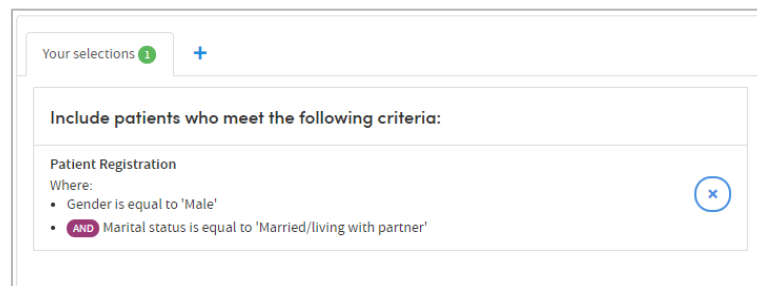 Your selections 1 +
Include patients who meet the following criteria:
Patient Registration
Where:
• Gender is equal to 'Male'
• AND Marital status is equal to 'Married/living with partner'